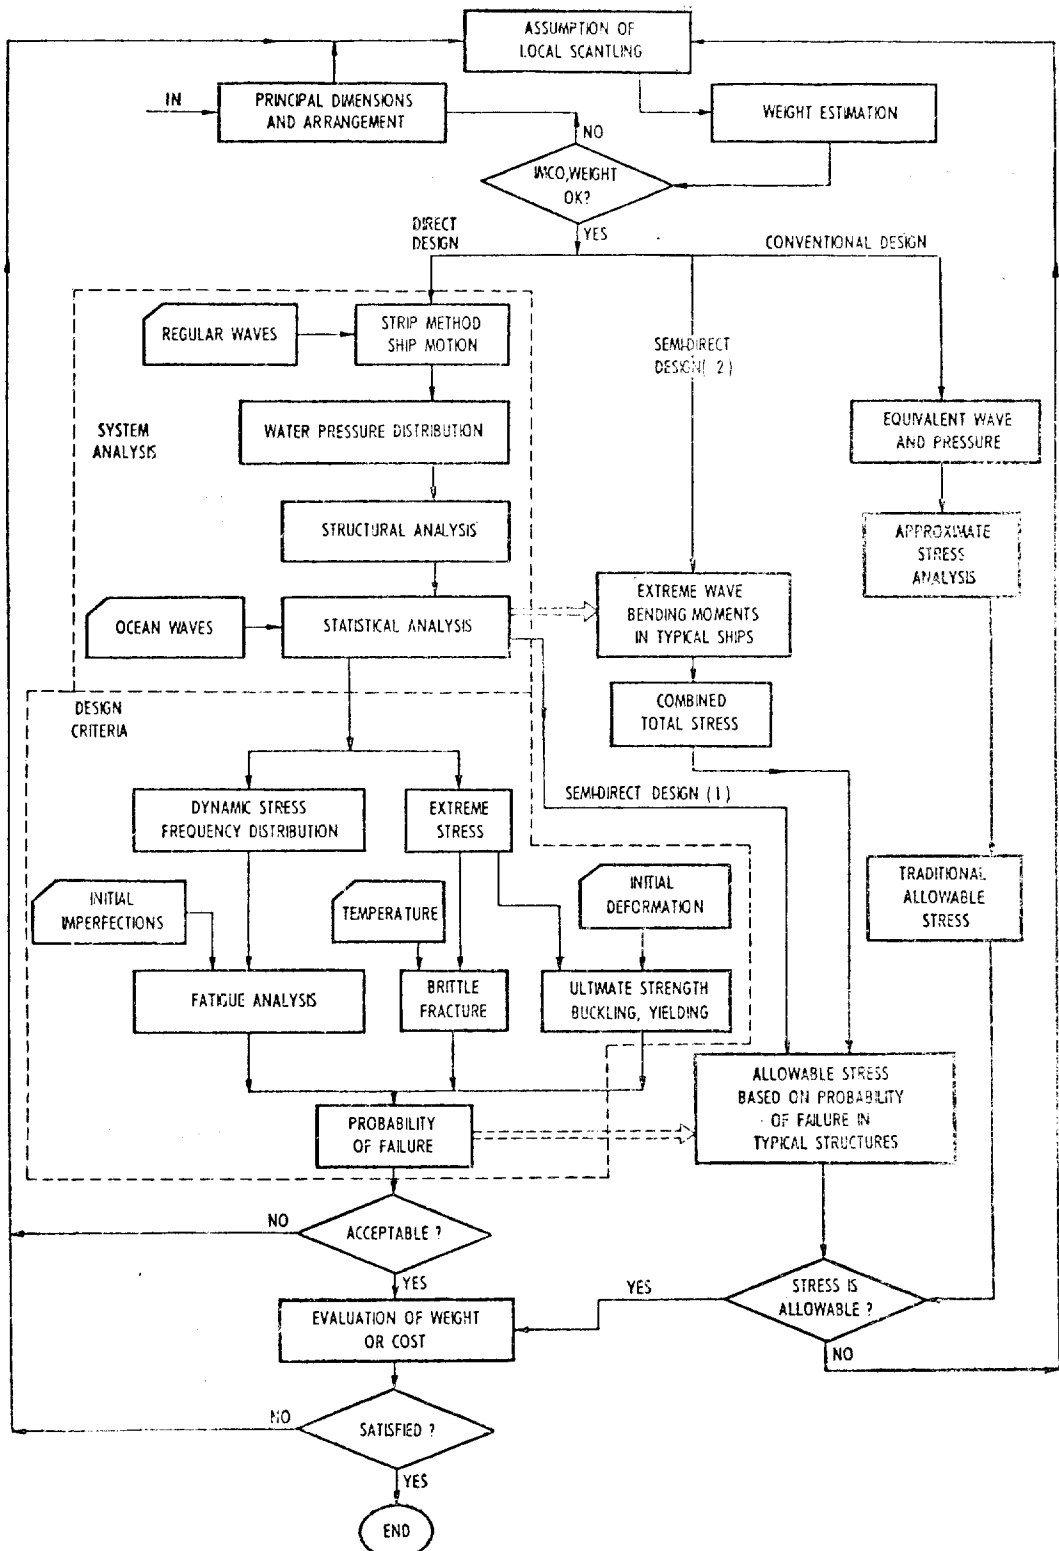 ASSUMPTION OF
LOCAL SCANTLING
IN
PRINCIPAL DIMENSIONS
AND ARRANGEMENT
WEIGHT ESTIMATION
NO
IMCO, WEIGHT
OK?
YES
DIRECT
DESIGN
CONVENTIONAL DESIGN
REGULAR WAVES
STRIP METHOD
SHIP MOTION
SEMI-DIRECT
DESIGN( 2)
SYSTEM
ANALYSIS
WATER PRESSURE DISTRIBUTION
EQUIVALENT WAVE
AND PRESSURE
STRUCTURAL ANALYSIS
APPROXIMATE
STRESS
ANALYSIS
OCEAN WAVES
STATISTICAL ANALYSIS
EXTREME WAVE
BENDING MOMENTS
IN TYPICAL SHIPS
DESIGN
CRITERIA
COMBINED
TOTAL STRESS
SEMI-DIRECT DESIGN (1)
DYNAMIC STRESS
FREQUENCY DISTRIBUTION
EXTREME
STRESS
INITIAL
IMPERFECTIONS
TEMPERATURE
INITIAL
DEFORMATION
TRADITIONAL
ALLOWABLE
STRESS
FATIGUE ANALYSIS
BRITTLE
FRACTURE
ULTIMATE STRENGTH
BUCKLING, YIELDING
ALLOWABLE STRESS
BASED ON PROBABILITY
OF FAILURE IN
TYPICAL STRUCTURES
PROBABILITY
OF FAILURE
NO
ACCEPTABLE ?
YES
STRESS IS
ALLOWABLE ?
YES
NO
EVALUATION OF WEIGHT
OR COST
NO
SATISFIED ?
YES
END